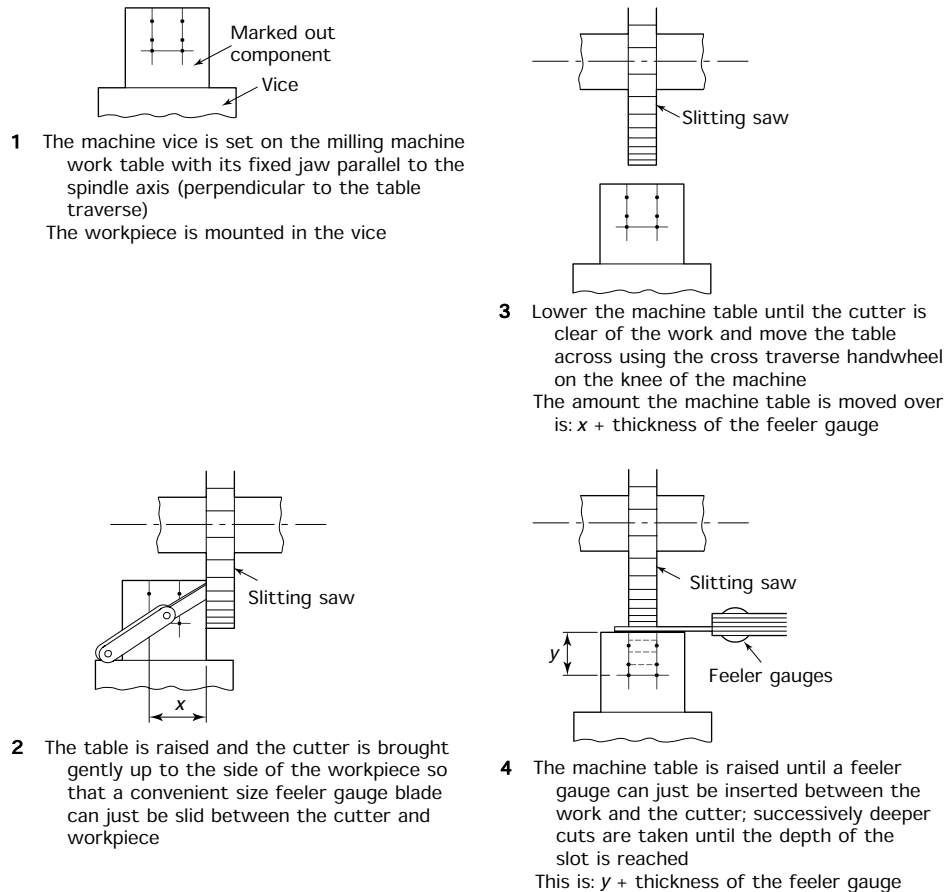 Marked out
component
Vice
1 The machine vice is set on the milling machine
work table with its fixed jaw parallel to the
spindle axis (perpendicular to the table
traverse)
The workpiece is mounted in the vice
Slitting saw
x
2 The table is raised and the cutter is brought
gently up to the side of the workpiece so
that a convenient size feeler gauge blade
can just be slid between the cutter and
workpiece
Slitting saw
3 Lower the machine table until the cutter is
clear of the work and move the table
across using the cross traverse handwheel
on the knee of the machine
The amount the machine table is moved over
is: x + thickness of the feeler gauge
Slitting saw
y
Feeler gauges
4 The machine table is raised until a feeler
gauge can just be inserted between the
work and the cutter; successively deeper
cuts are taken until the depth of the
slot is reached
This is: y + thickness of the feeler gauge